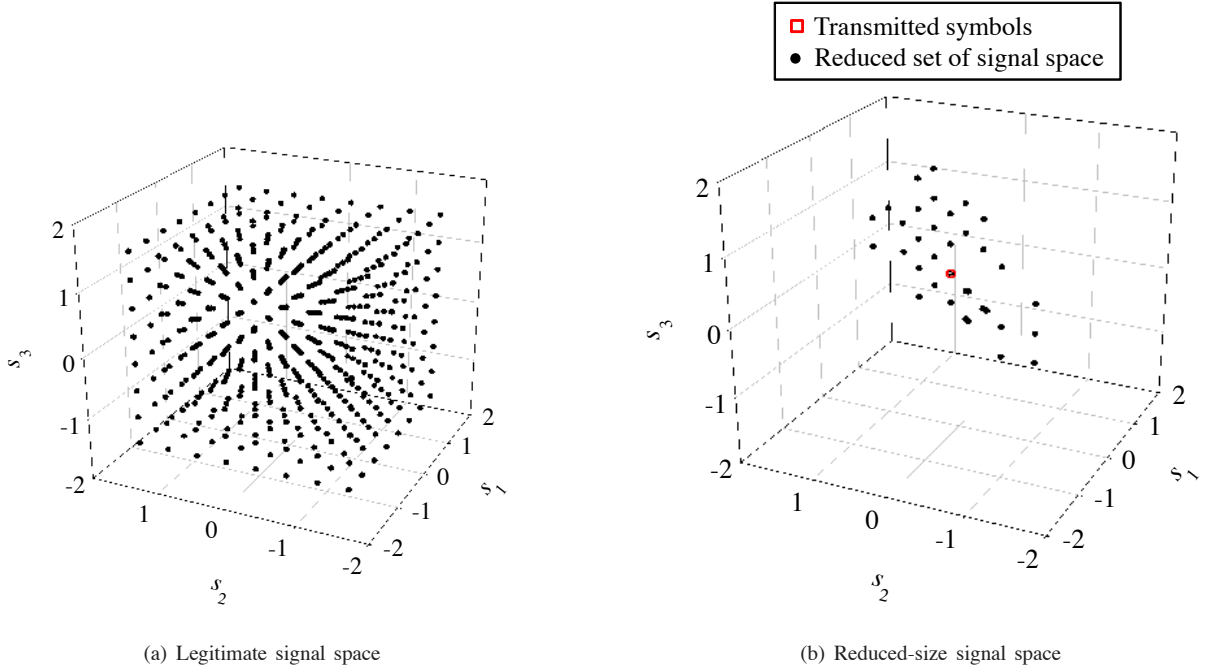 Transmitted symbols
Reduced set of signal space
2
1
0
-1
-2
s3
1
0
-1
-2
s2
2
1
0
-1
-2
s1
2
1
0
-1
-2
s3
1
0
-1
-2
s2
2
1
0
-1
-2
s1
(a) Legitimate signal space
(b) Reduced-size signal space